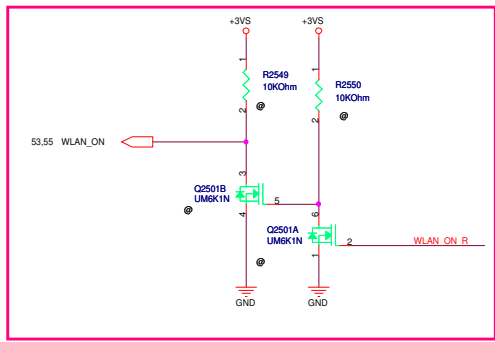 +3VS
+3VS
1
1
R2549
10KOhm
R2550
10KOhm
2
@
2
@
53,55 WLAN_ON
3
Q2501B
UM6K1N
5
@
4
6
Q2501A
UM6K1N
2
WLAN_ON_R
1
@
GND
GND